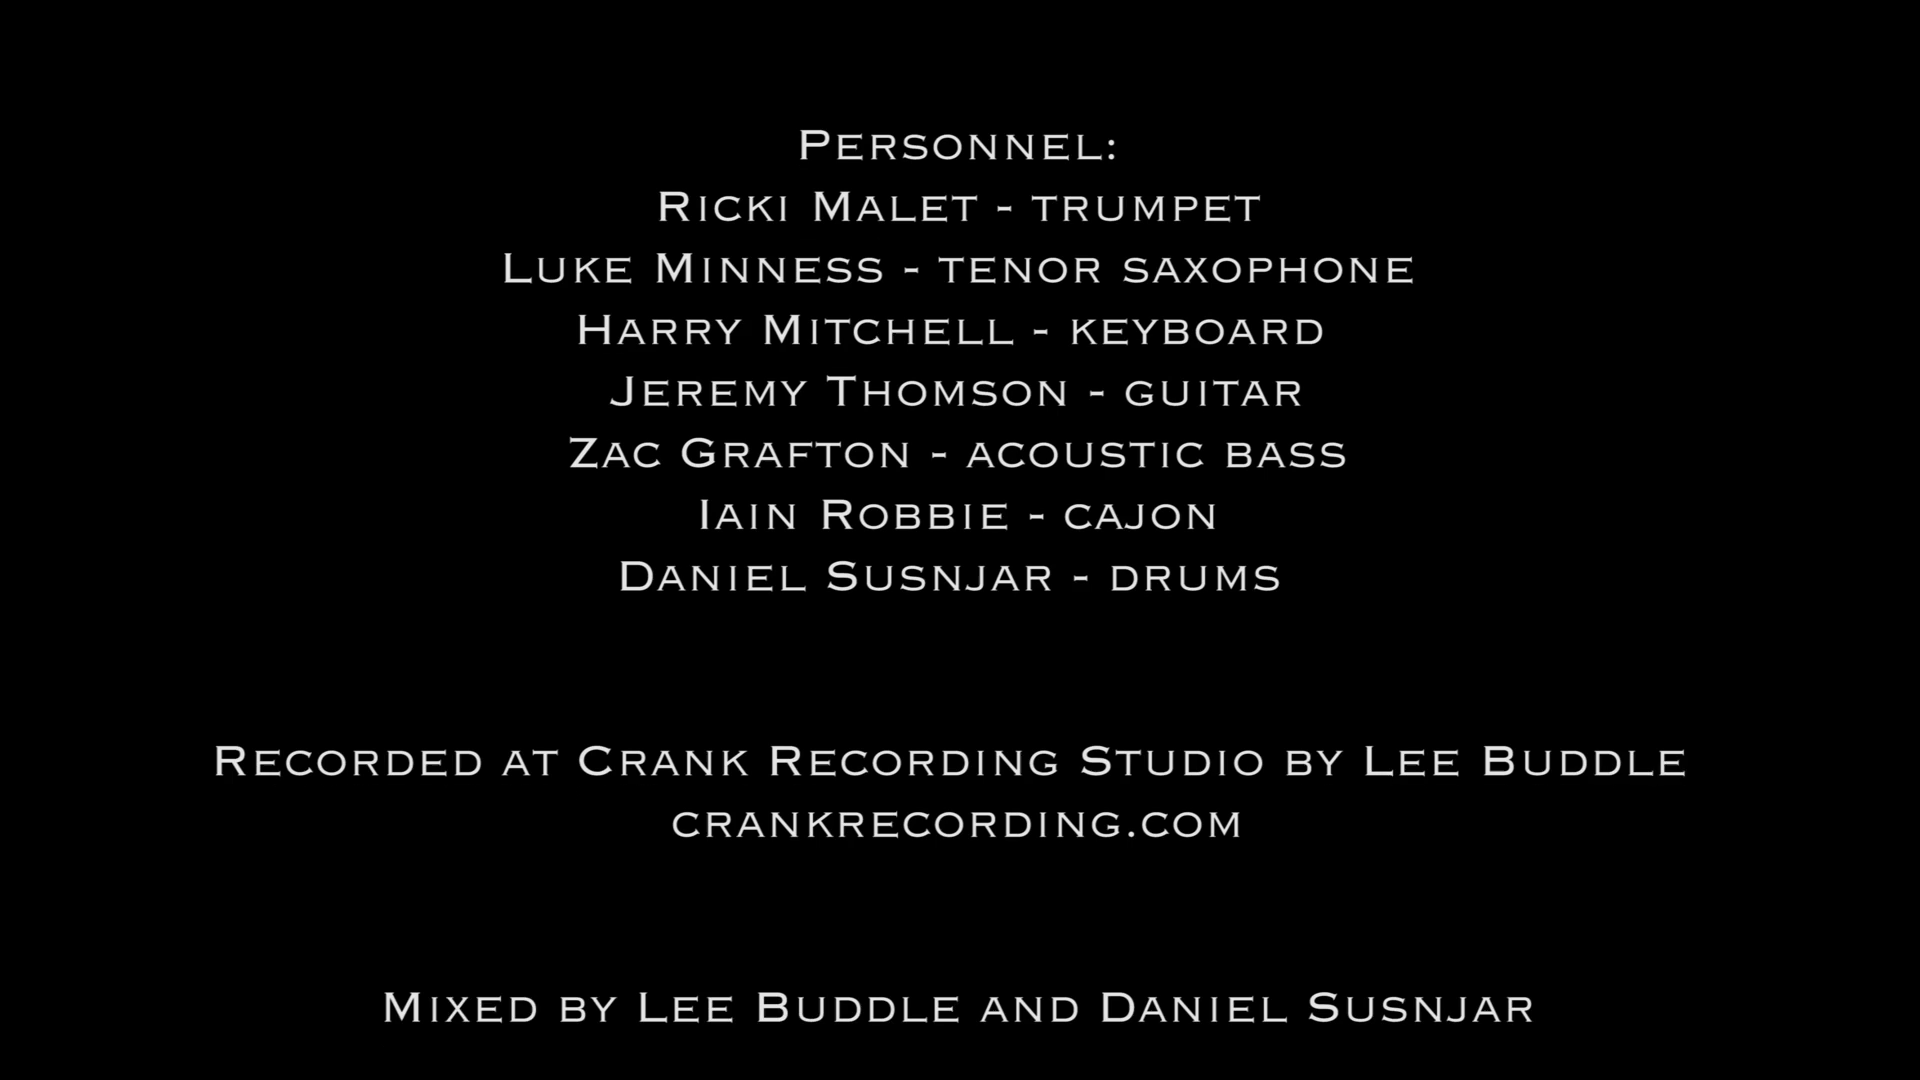 Personnel:
Ricki Malet - trumpet
Luke Minness - tenor saxophone
Harry Mitchell - keyboard
Jeremy Thomson - guitar
Zac Grafton - acoustic bass
Iain Robbie - cajon
Daniel Susnjar - drums
Recorded at Crank Recording Studio by Lee Buddle
crankrecording.com
Mixed by Lee Buddle and Daniel Susnjar